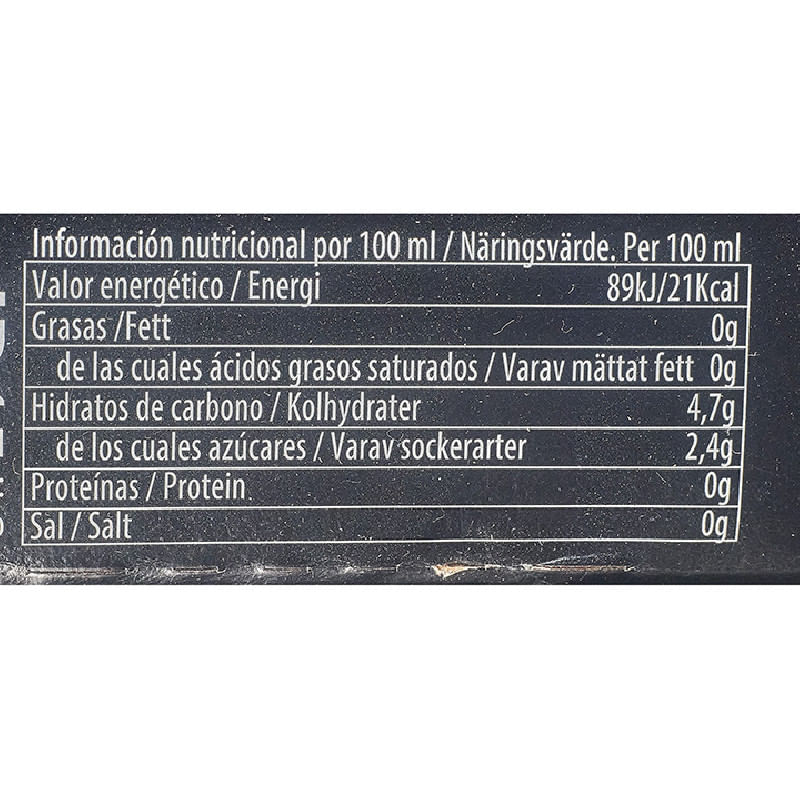 Información nutricional por 100 ml / Näringsvärde. Per 100 ml
Valor energético / Energi 89kJ/21Kcal
Grasas /Fett 0g
de las cuales ácidos grasos saturados / Varav mättat fett 0g
Hidratos de carbono / Kolhydrater 4,7g
de los cuales azúcares / Varav sockerarter 2,4g
Proteínas / Protein 0g
Sal / Salt 0g